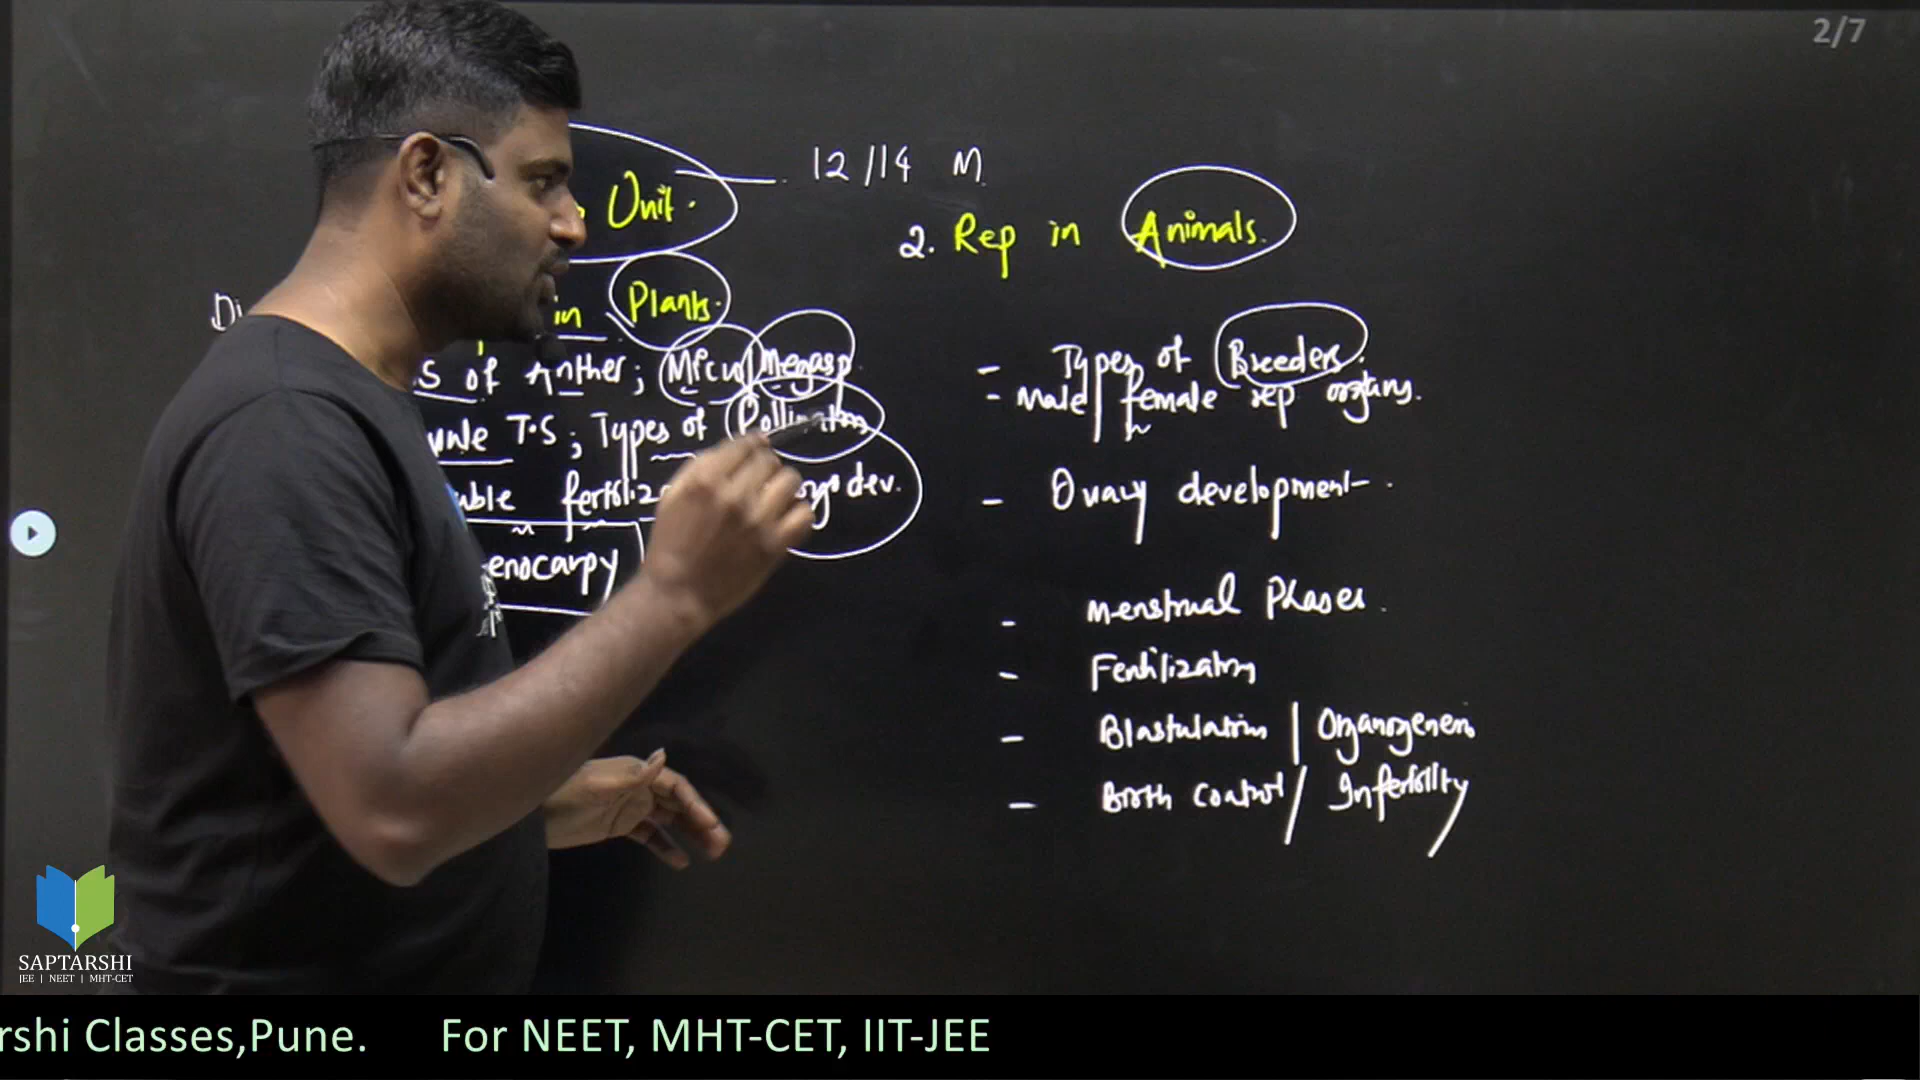 2/7
Unit.
12/14 M.
in Plants.
S of Anther; Micro/Megasp.
T.S; Types of Pollination
fertiliz dev.
enocarpy
2. Rep in Animals.
- Types of Breeders.
- Male/female rep organs.
- Ovary development.
- Menstrual Phases.
- Fertilization
- Blastulation | Organogenesis
- Birth control / Infertility
SAPTARSHI
JEE | NEET | MHT-CET
rshi Classes,Pune. For NEET, MHT-CET, IIT-JEE